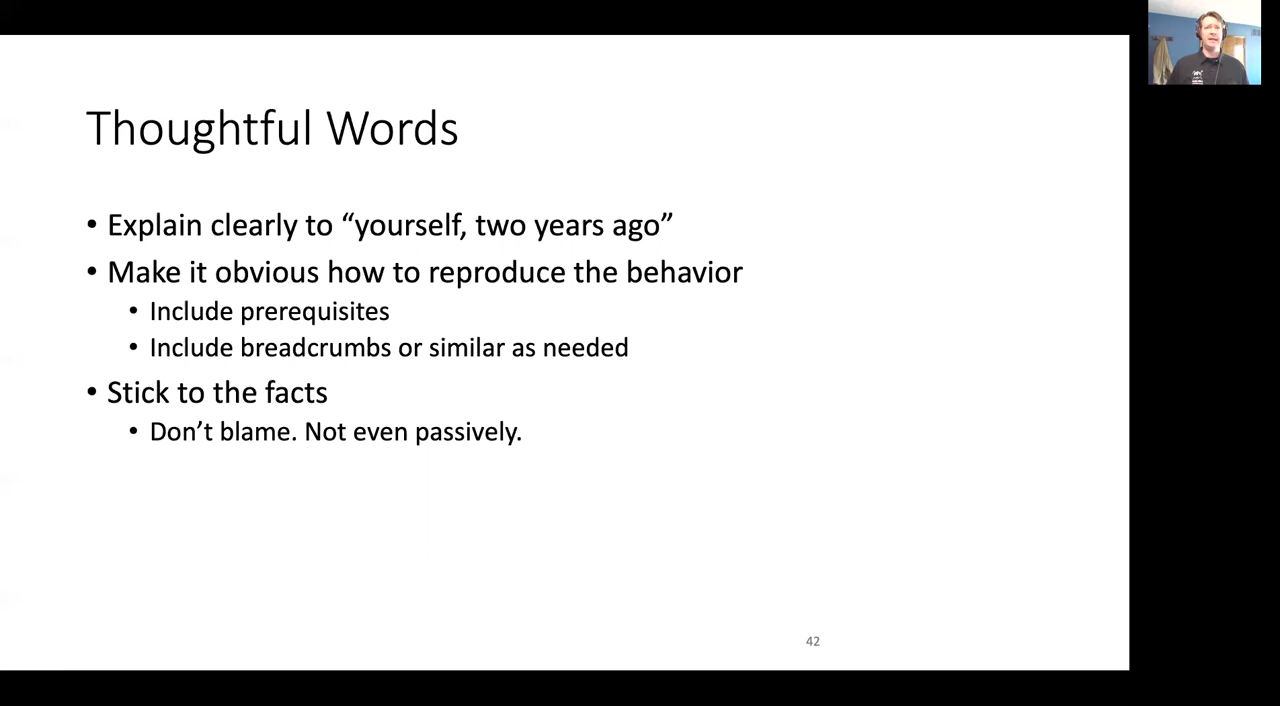 Thoughtful Words
• Explain clearly to “yourself, two years ago”
• Make it obvious how to reproduce the behavior
• Include prerequisites
• Include breadcrumbs or similar as needed
• Stick to the facts
• Don’t blame. Not even passively.
42